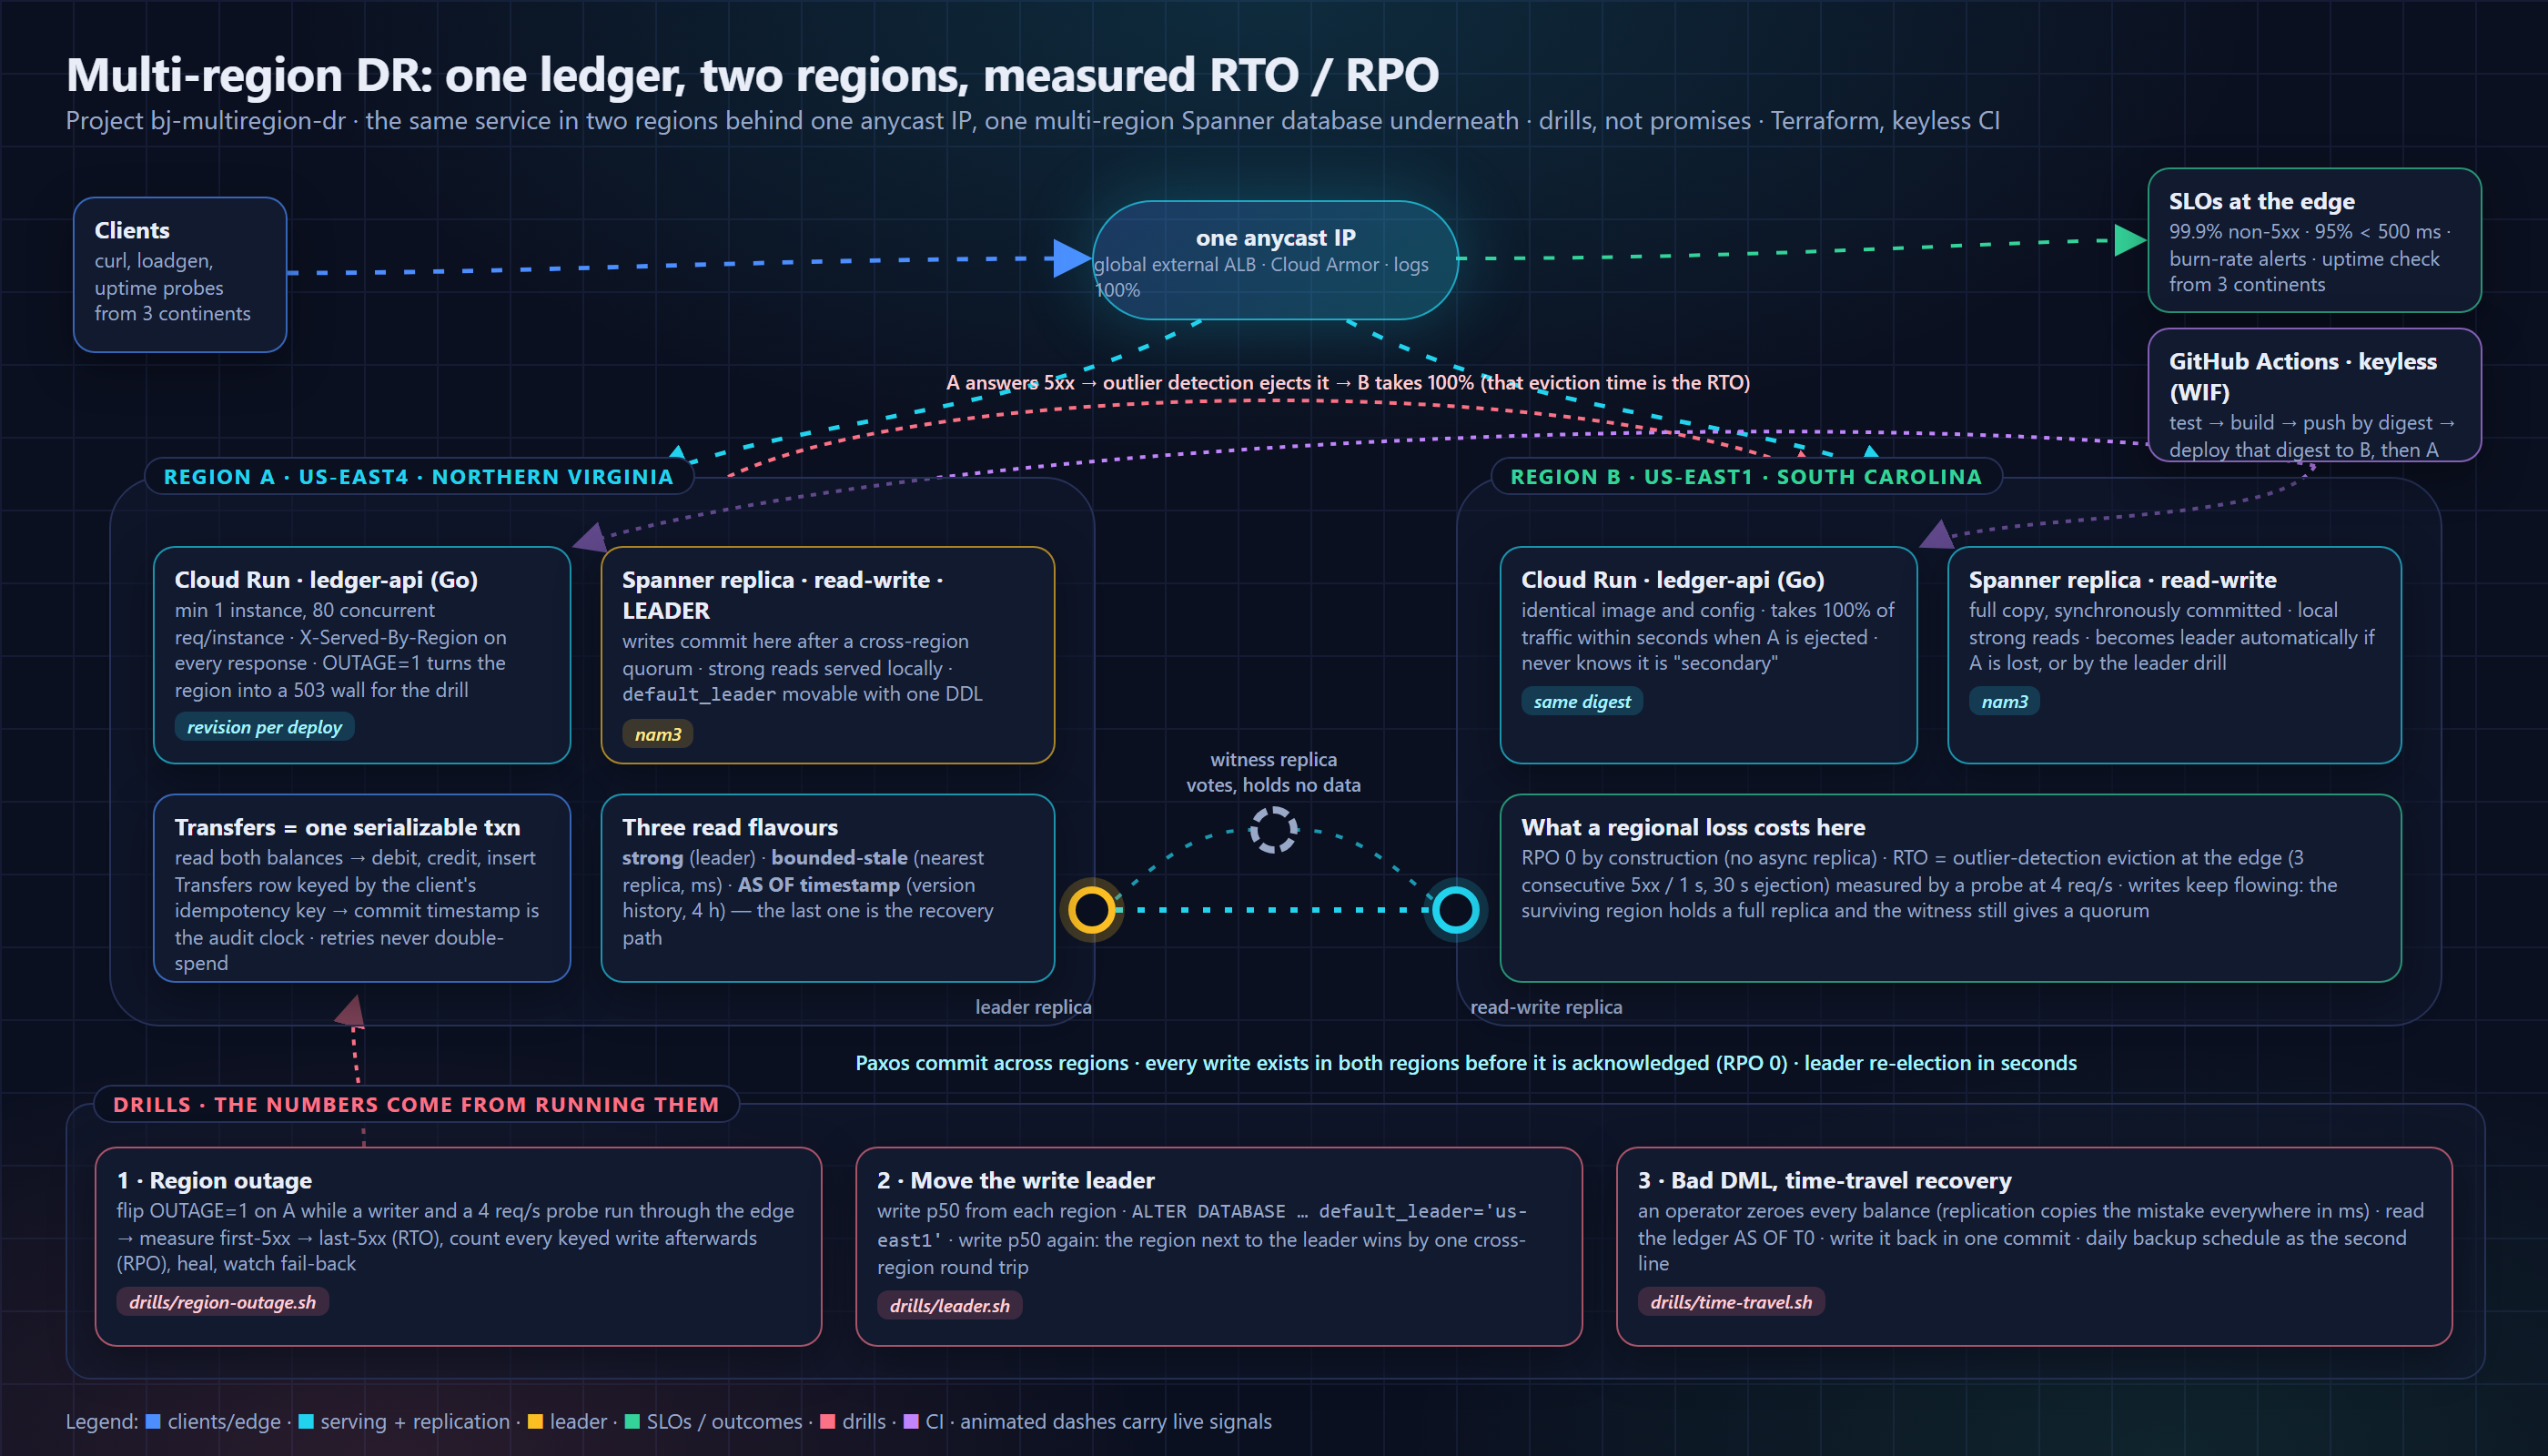 Multi-region DR: one ledger, two regions, measured RTO / RPO
Project bj-multiregion-dr · the same service in two regions behind one anycast IP, one multi-region Spanner database underneath · drills, not promises · Terraform, keyless CI
Clients
curl, loadgen,
uptime probes
from 3 continents
one anycast IP
global external ALB · Cloud Armor · logs
100%
SLOs at the edge
99.9% non-5xx · 95% < 500 ms ·
burn-rate alerts · uptime check
from 3 continents
GitHub Actions · keyless
(WIF)
test → build → push by digest →
deploy that digest to B, then A
A answers 5xx → outlier detection ejects it → B takes 100% (that eviction time is the RTO)
REGION A · US-EAST4 · NORTHERN VIRGINIA
Cloud Run · ledger-api (Go)
min 1 instance, 80 concurrent
req/instance · X-Served-By-Region on
every response · OUTAGE=1 turns the
region into a 503 wall for the drill
revision per deploy
Spanner replica · read-write ·
LEADER
writes commit here after a cross-region
quorum · strong reads served locally ·
default_leader movable with one DDL
nam3
Transfers = one serializable txn
read both balances → debit, credit, insert
Transfers row keyed by the client's
idempotency key → commit timestamp is
the audit clock · retries never double-
spend
Three read flavours
strong (leader) · bounded-stale (nearest
replica, ms) · AS OF timestamp (version
history, 4 h) — the last one is the recovery
path
witness replica
votes, holds no data
leader replica
REGION B · US-EAST1 · SOUTH CAROLINA
Cloud Run · ledger-api (Go)
identical image and config · takes 100% of
traffic within seconds when A is ejected ·
never knows it is "secondary"
same digest
Spanner replica · read-write
full copy, synchronously committed · local
strong reads · becomes leader automatically if
A is lost, or by the leader drill
nam3
What a regional loss costs here
RPO 0 by construction (no async replica) · RTO = outlier-detection eviction at the edge (3
consecutive 5xx / 1 s, 30 s ejection) measured by a probe at 4 req/s · writes keep flowing: the
surviving region holds a full replica and the witness still gives a quorum
read-write replica
Paxos commit across regions · every write exists in both regions before it is acknowledged (RPO 0) · leader re-election in seconds
DRILLS · THE NUMBERS COME FROM RUNNING THEM
1 · Region outage
flip OUTAGE=1 on A while a writer and a 4 req/s probe run through the edge
→ measure first-5xx → last-5xx (RTO), count every keyed write afterwards
(RPO), heal, watch fail-back
drills/region-outage.sh
2 · Move the write leader
write p50 from each region · ALTER DATABASE … default_leader='us-
east1' · write p50 again: the region next to the leader wins by one cross-
region round trip
drills/leader.sh
3 · Bad DML, time-travel recovery
an operator zeroes every balance (replication copies the mistake everywhere in ms) · read
the ledger AS OF T0 · write it back in one commit · daily backup schedule as the second
line
drills/time-travel.sh
Legend: clients/edge · serving + replication · leader · SLOs / outcomes · drills · CI · animated dashes carry live signals